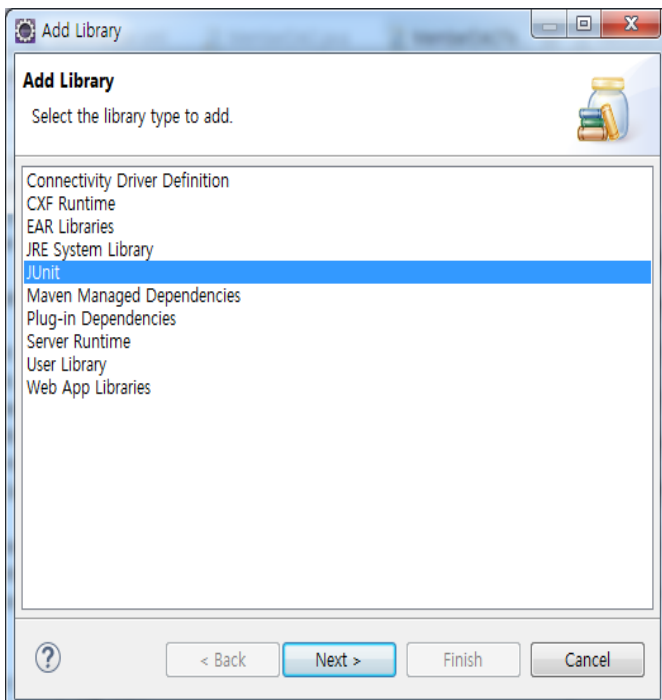 Add Library
Add Library
Select the library type to add.
Connectivity Driver Definition
CXF Runtime
EAR Libraries
JRE System Library
JUnit
Maven Managed Dependencies
Plug-in Dependencies
Server Runtime
User Library
Web App Libraries
?
< Back Next > Finish Cancel